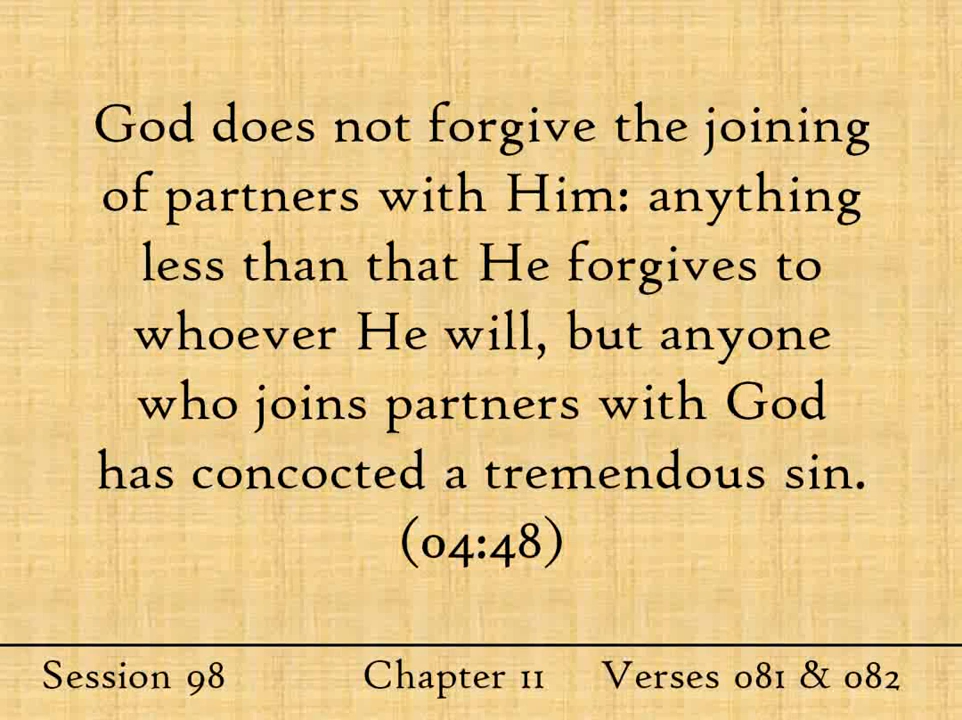 God does not forgive the joining
of partners with Him: anything
less than that He forgives to
whoever He will, but anyone
who joins partners with God
has concocted a tremendous sin.
(04:48)
Session 98 Chapter 11 Verses 081 & 082